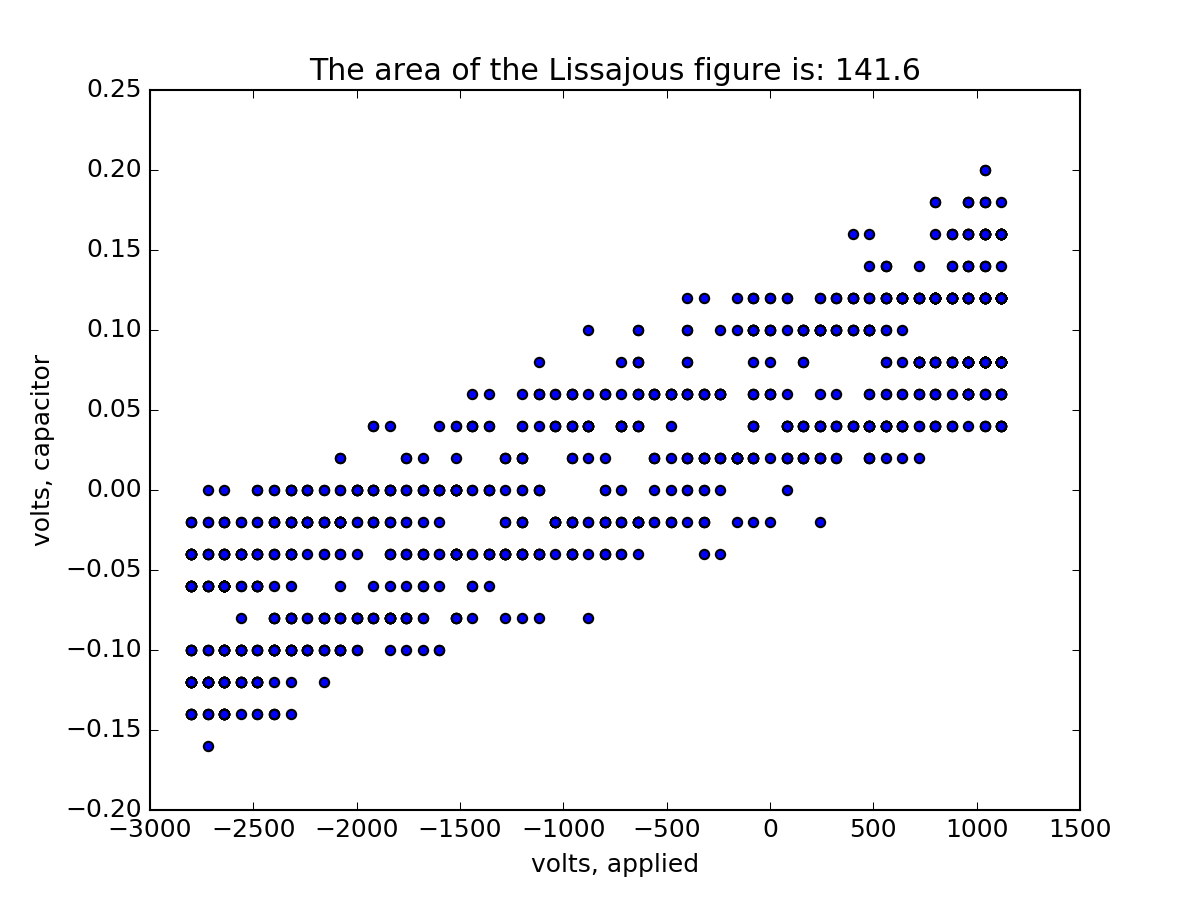 The area of the Lissajous figure is: 141.6
0.25
0.20
0.15
0.10
0.05
0.00
−0.05
−0.10
−0.15
−0.20
volts, capacitor
−3000 −2500 −2000 −1500 −1000 −500 0 500 1000 1500
volts, applied